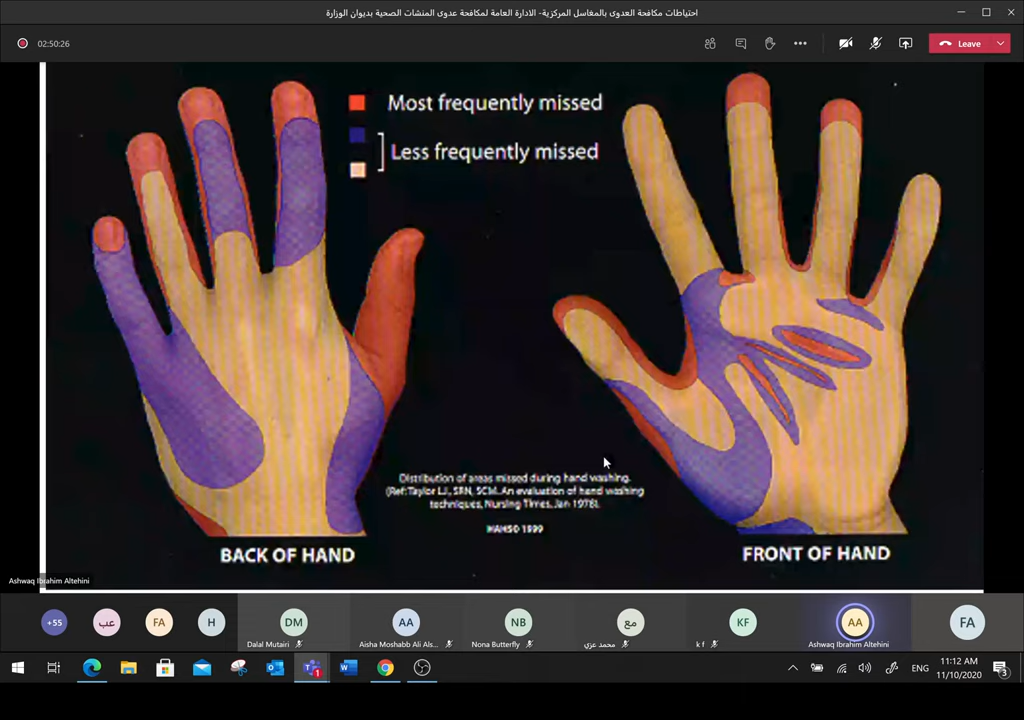 احتياطات مكافحة العدوى بالمغاسل المركزية- الادارة العامة لمكافحة عدوى المنشات الصحية بديوان الوزارة
02:50:26
Leave
Most frequently missed
Less frequently missed
Distribution of areas missed during hand washing.
(Ref: Taylor L.J., SRN, SCM. An evaluation of hand washing
techniques, Nursing Times, Jan 1978).
1999
BACK OF HAND
FRONT OF HAND
Ashwaq Ibrahim Altehini
+55
عب
FA
H
DM
AA
NB
مع
KF
AA
FA
Dalal Mutairi
Aisha Moshabb Ali Als...
Nona Butterfly
محمد عزي
k f
Ashwaq Ibrahim Altehini
1
W
ENG
11:12 AM
11/10/2020
3